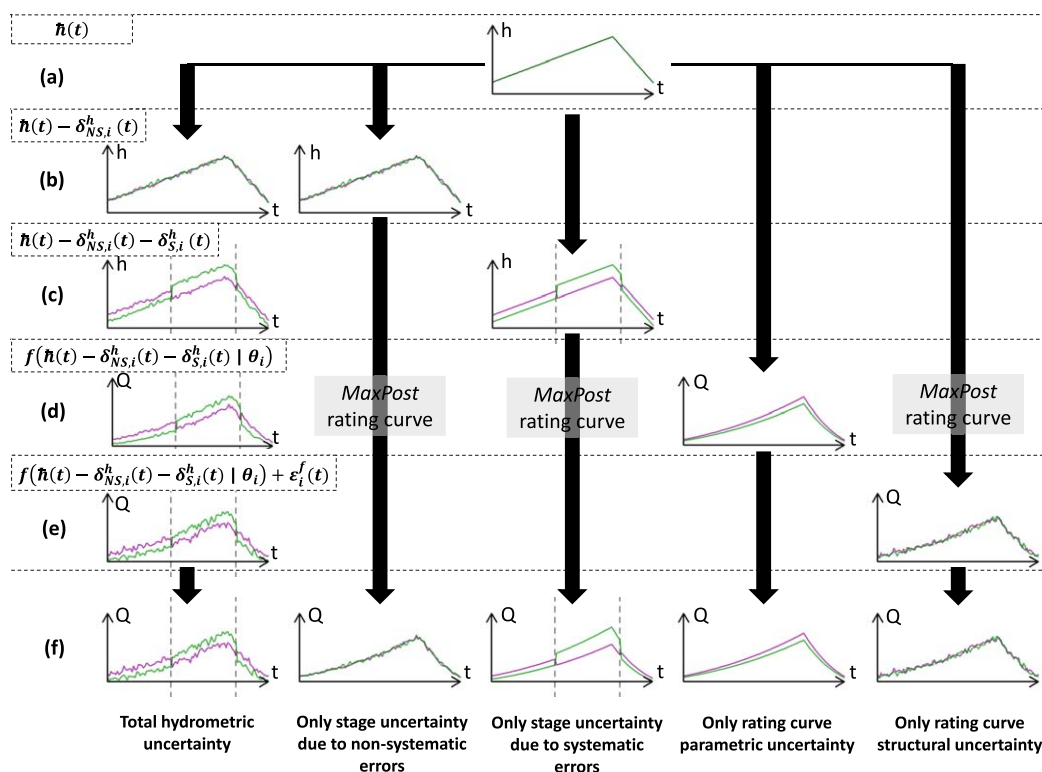 ħ(t)
h
t
(a)
ħ(t) − δ^h_{NS,i}(t)
h
t
h
t
(b)
ħ(t) − δ^h_{NS,i}(t) − δ^h_{S,i}(t)
h
t
h
t
(c)
f(ħ(t) − δ^h_{NS,i}(t) − δ^h_{S,i}(t) | θ_i)
Q
t
(d)
MaxPost
rating curve
MaxPost
rating curve
Q
t
MaxPost
rating curve
f(ħ(t) − δ^h_{NS,i}(t) − δ^h_{S,i}(t) | θ_i) + ε^f_i(t)
Q
t
Q
t
(e)
Q
t
Q
t
Q
t
Q
t
Q
t
(f)
Total hydrometric
uncertainty
Only stage uncertainty
due to non-systematic
errors
Only stage uncertainty
due to systematic
errors
Only rating curve
parametric uncertainty
Only rating curve
structural uncertainty